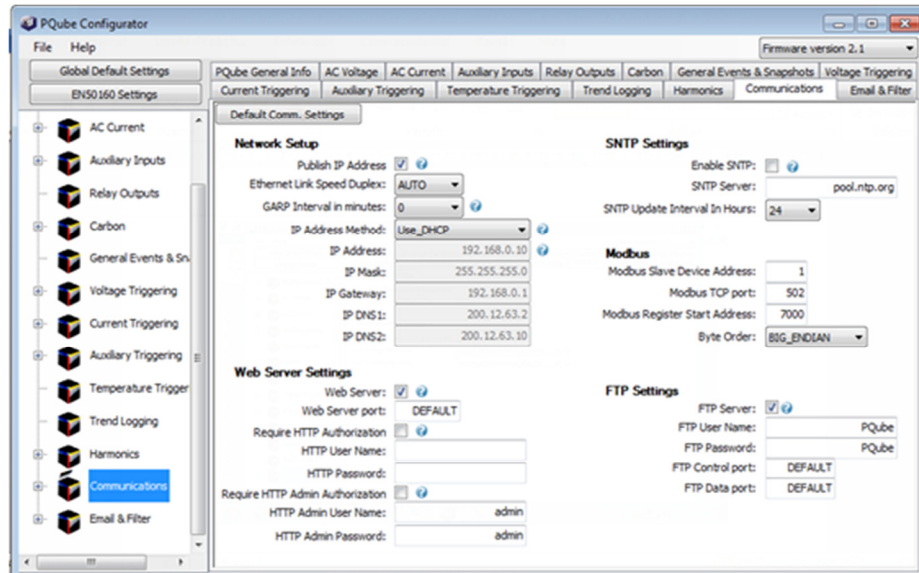 PQube Configurator
File Help
Firmware version 2.1
Global Default Settings
EN50160 Settings
AC Current
Auxiliary Inputs
Relay Outputs
Carbon
General Events & Sn
Voltage Triggering
Current Triggering
Auxiliary Triggering
Temperature Trigger
Trend Logging
Harmonics
Communications
Email & Filter
PQube General Info AC Voltage AC Current Auxiliary Inputs Relay Outputs Carbon General Events & Snapshots Voltage Triggering
Current Triggering Auxiliary Triggering Temperature Triggering Trend Logging Harmonics Communications Email & Filter
Default Comm. Settings
Network Setup
Publish IP Address
Ethernet Link Speed Duplex: AUTO
GARP Interval in minutes: 0
IP Address Method: Use_DHCP
IP Address: 192.168.0.10
IP Mask: 255.255.255.0
IP Gateway: 192.168.0.1
IP DNS1: 200.12.63.2
IP DNS2: 200.12.63.10
Web Server Settings
Web Server:
Web Server port: DEFAULT
Require HTTP Authorization
HTTP User Name:
HTTP Password:
Require HTTP Admin Authorization
HTTP Admin User Name: admin
HTTP Admin Password: admin
SNTP Settings
Enable SNTP:
SNTP Server: pool.ntp.org
SNTP Update Interval In Hours: 24
Modbus
Modbus Slave Device Address: 1
Modbus TCP port: 502
Modbus Register Start Address: 7000
Byte Order: BIG_ENDIAN
FTP Settings
FTP Server:
FTP User Name: PQube
FTP Password: PQube
FTP Control port: DEFAULT
FTP Data port: DEFAULT